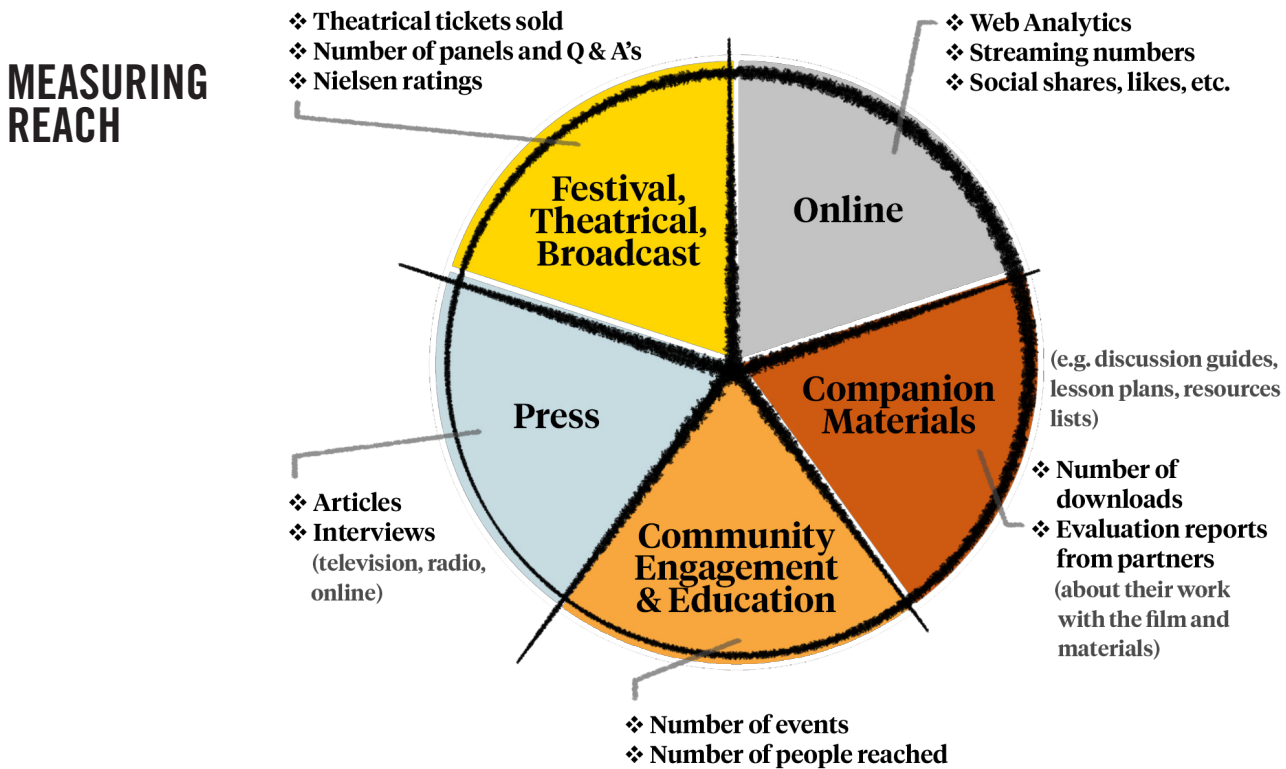 MEASURING
REACH
❖ Theatrical tickets sold
❖ Number of panels and Q & A’s
❖ Nielsen ratings
❖ Web Analytics
❖ Streaming numbers
❖ Social shares, likes, etc.
Festival,
Theatrical,
Broadcast
Online
Companion
Materials
(e.g. discussion guides,
lesson plans, resources
lists)
❖ Number of
downloads
❖ Evaluation reports
from partners
(about their work
with the film and
materials)
Press
❖ Articles
❖ Interviews
(television, radio,
online)
Community
Engagement
& Education
❖ Number of events
❖ Number of people reached